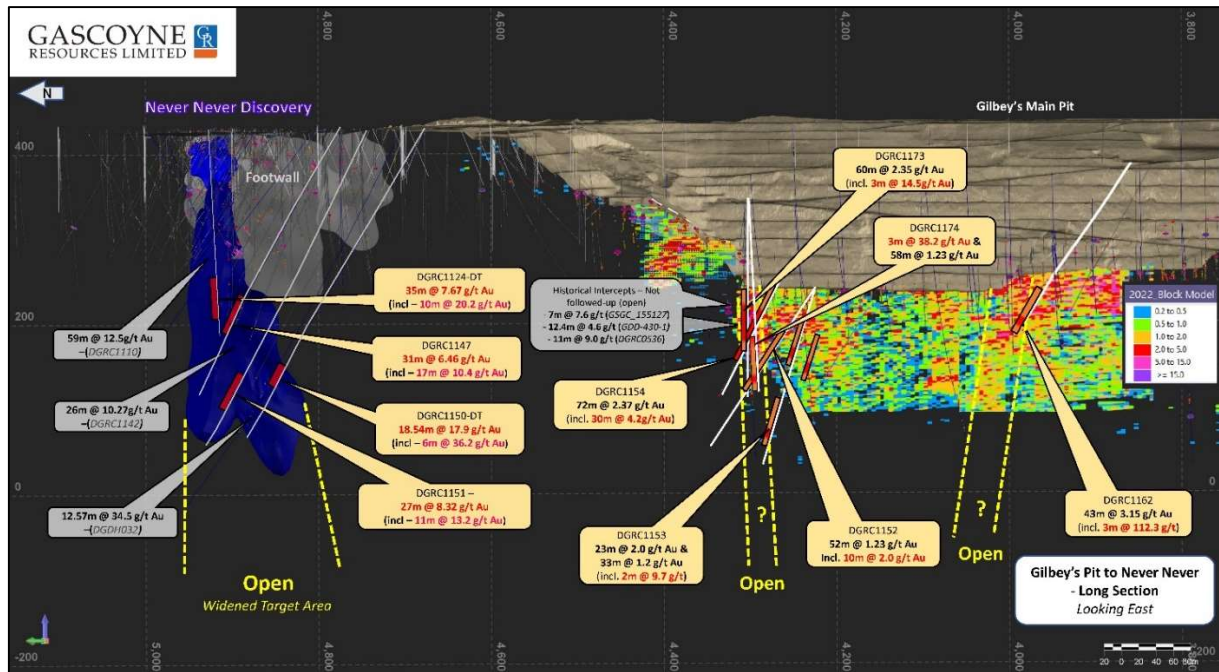 GASCOYNE
RESOURCES LIMITED
GR
N
Never Never Discovery
Gilbey's Main Pit
Footwall
4,800
4,600
4,400
4,200
4,000
3,800
400
200
0
-200
5,000
4,800
4,600
4,400
4,200
4,000
0
-200
59m @ 12.5g/t Au
–(DGRC1110)
26m @ 10.27g/t Au
–(DGRC1142)
12.57m @ 34.5 g/t Au
–(DGDH032)
DGRC1124-DT
35m @ 7.67 g/t Au
(incl – 10m @ 20.2 g/t Au)
DGRC1147
31m @ 6.46 g/t Au
(incl – 17m @ 10.4 g/t Au)
DGRC1150-DT
18.54m @ 17.9 g/t Au
(incl – 6m @ 36.2 g/t Au)
DGRC1151 –
27m @ 8.32 g/t Au
(incl – 11m @ 13.2 g/t Au)
Open
Widened Target Area
Historical Intercepts – Not
followed-up (open)
- 7m @ 7.6 g/t (GSGC_155127)
- 12.4m @ 4.6 g/t (GDD-430-1)
- 11m @ 9.0 g/t (DGRC0536)
DGRC1173
60m @ 2.35 g/t Au
(incl. 3m @ 14.5g/t Au)
DGRC1174
3m @ 38.2 g/t Au &
58m @ 1.23 g/t Au
DGRC1154
72m @ 2.37 g/t Au
(incl. 30m @ 4.2g/t Au)
DGRC1153
23m @ 2.0 g/t Au &
33m @ 1.2 g/t Au
(incl. 2m @ 9.7 g/t)
?
Open
DGRC1152
52m @ 1.23 g/t Au
Incl. 10m @ 2.0 g/t Au
?
Open
DGRC1162
43m @ 3.15 g/t Au
(incl. 3m @ 112.3 g/t)
2022_Block Model
0.2 to 0.5
0.5 to 1.0
1.0 to 2.0
2.0 to 5.0
5.0 to 15.0
>= 15.0
Gilbey's Pit to Never Never
- Long Section
Looking East
20 0 20 40 60 80m